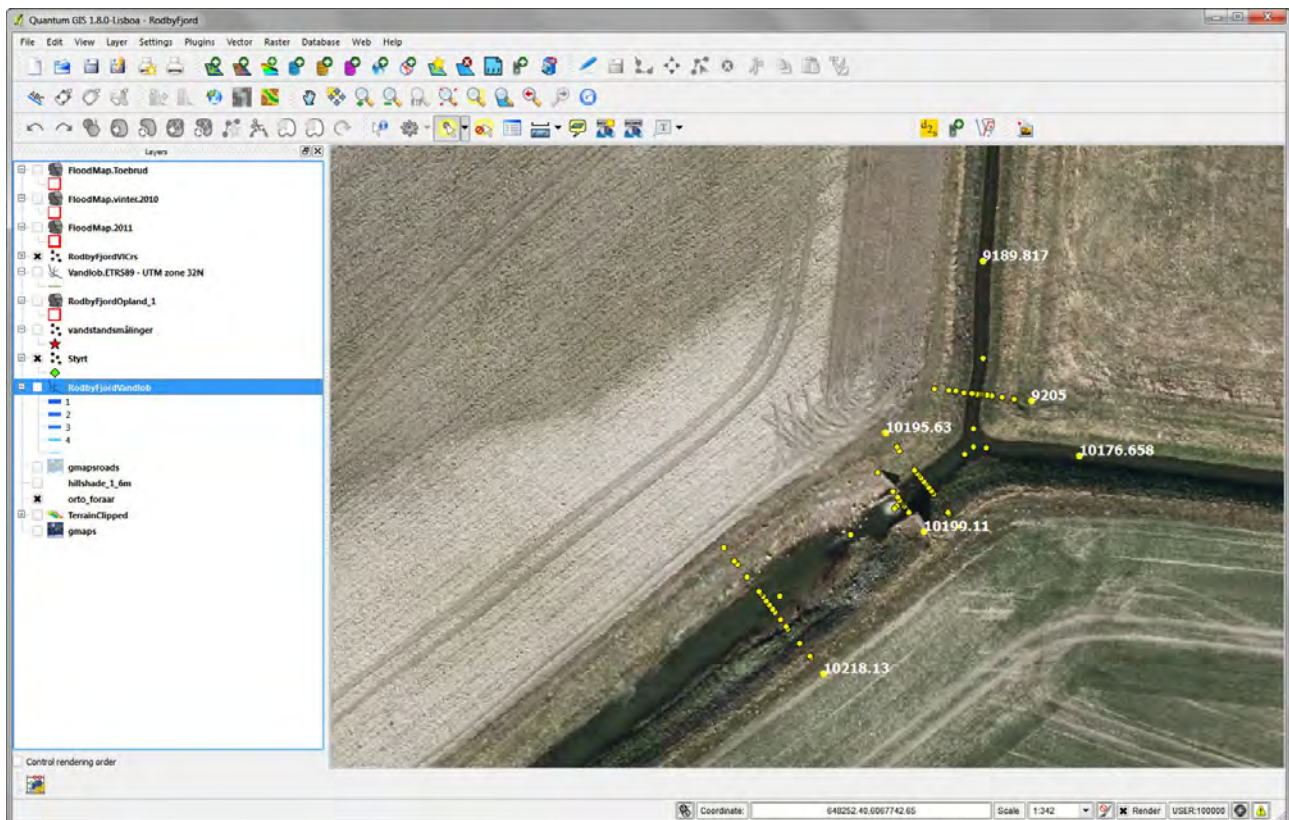 Quantum GIS 1.8.0-Lisboa - RodbyFjord
File Edit View Layer Settings Plugins Vector Raster Database Web Help
Layers
FloodMap.Toebrud
FloodMap.vinter.2010
FloodMap.2011
RodbyFjordVICrs
Vandlob.ETRS89 - UTM zone 32N
RodbyFjordOpland_1
vandstandsmålinger
Styrt
RodbyFjordVandlob
1
2
3
4
gmapsroads
hillshade_1_6m
orto_foraar
TerrainClipped
gmaps
9189.817
9205
10195.63
10176.658
10199.11
10218.13
Control rendering order
Coordinate: 648252.40,6067742.65 Scale 1:342 Render USER:100000